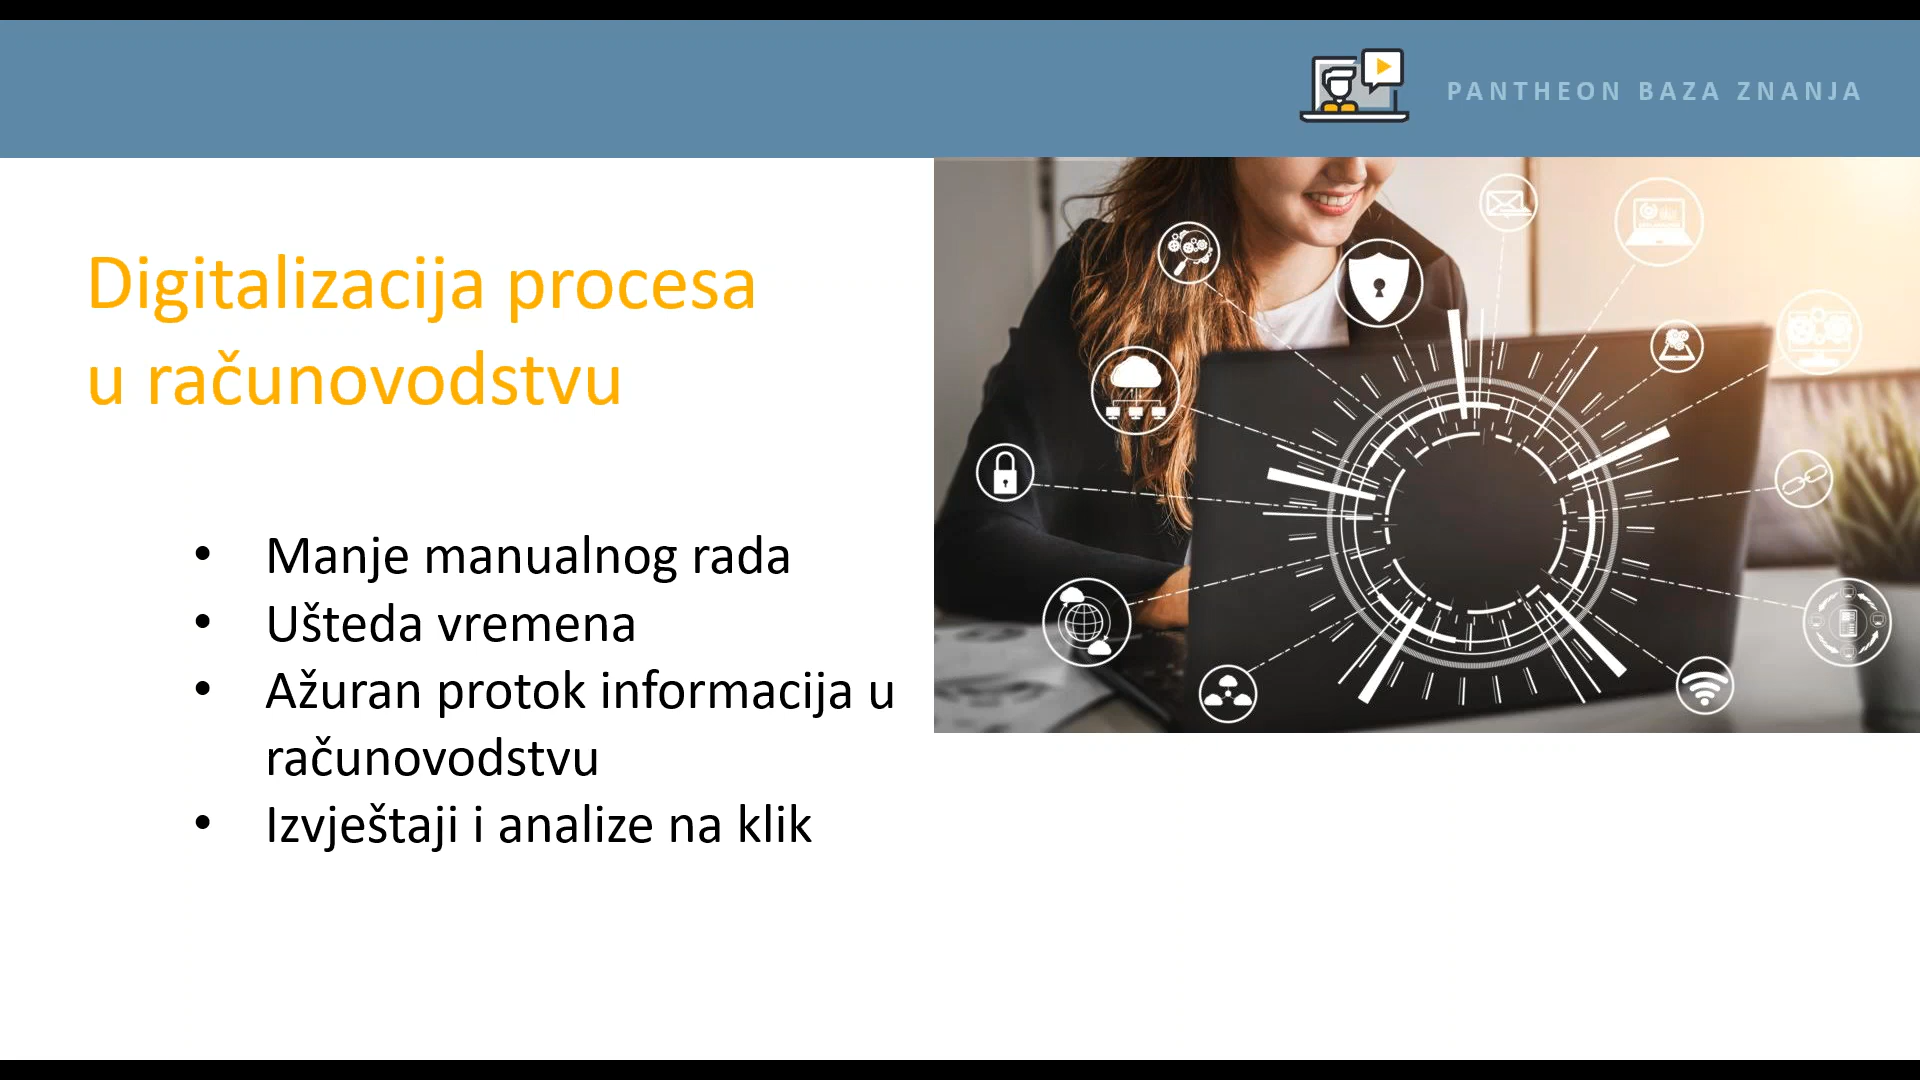 PANTHEON BAZA ZNANJA
Digitalizacija procesa
u računovodstvu
• Manje manualnog rada
• Ušteda vremena
• Ažuran protok informacija u
računovodstvu
• Izvještaji i analize na klik